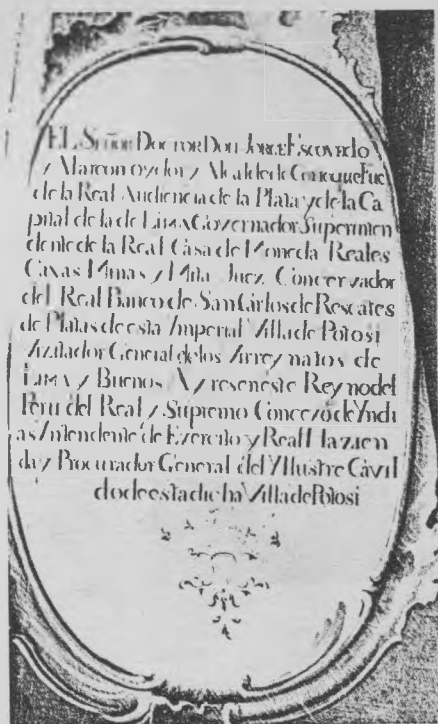 EL Señor DOCTOR DON JORGE ESCOVEDO
y Alarcon oydor y Alcalde de Corte que fue
de la Real Audiencia de la Plata y de la Ca
pital de la de LIMA Governador Superinten
dente de la Real Casa de Moneda Reales
Caxas Minas y Mita Juez Concervador
del Real Banco de San Carlos de Rescates
de Platas de esta Imperial Villa de Potosi
Vizitador General de los Virreynatos de
LIMA y Buenos Ayres en este Reyno del
Peru del Real y Supremo Concexo de Yndi
as Yntendente de Exercito y Real Hazien
da y Procurador General del Yllustre Cavil
do de esta dicha Villa de Potosi